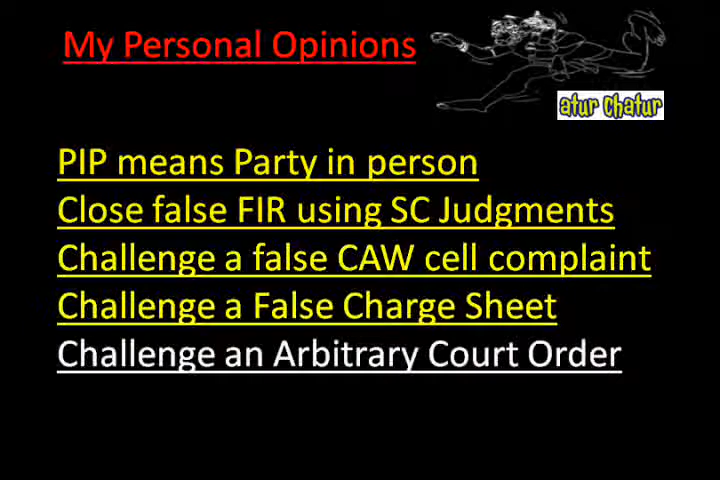 My Personal Opinions
atur chatur
PIP means Party in person
Close false FIR using SC Judgments
Challenge a false CAW cell complaint
Challenge a False Charge Sheet
Challenge an Arbitrary Court Order